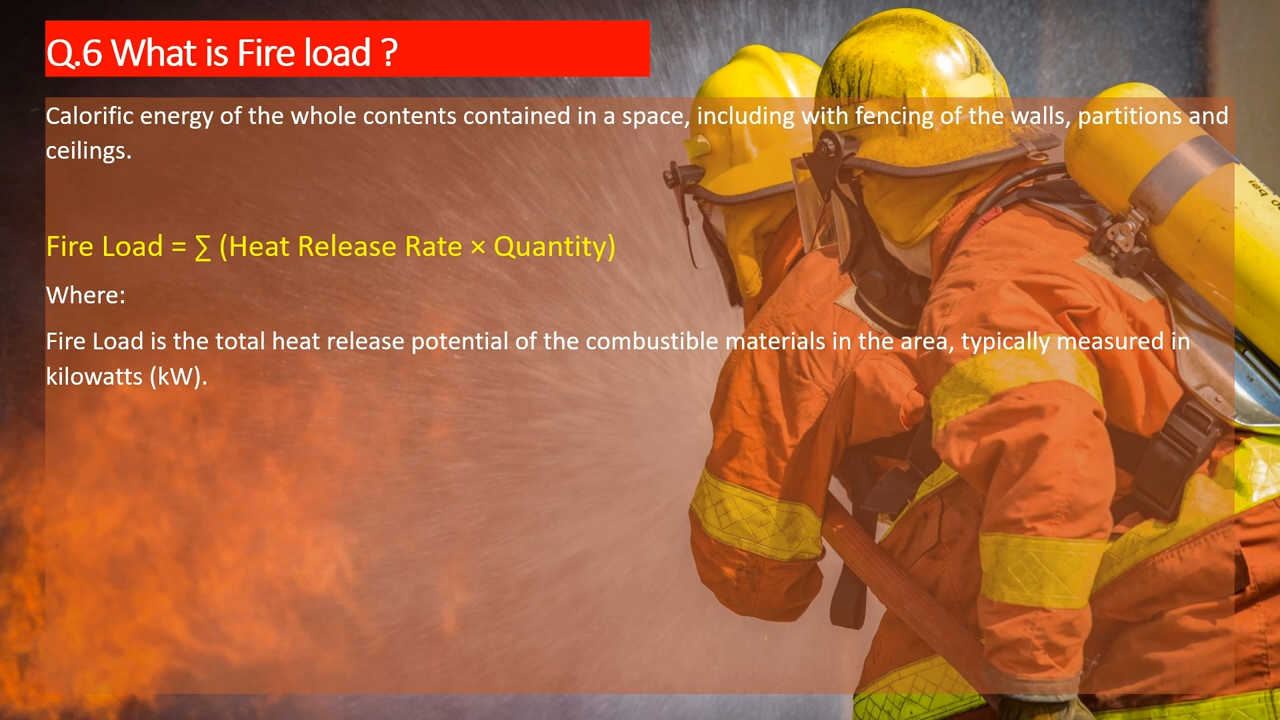 Q.6 What is Fire load ?
Calorific energy of the whole contents contained in a space, including with fencing of the walls, partitions and
ceilings.
Fire Load = ∑ (Heat Release Rate × Quantity)
Where:
Fire Load is the total heat release potential of the combustible materials in the area, typically measured in
kilowatts (kW).